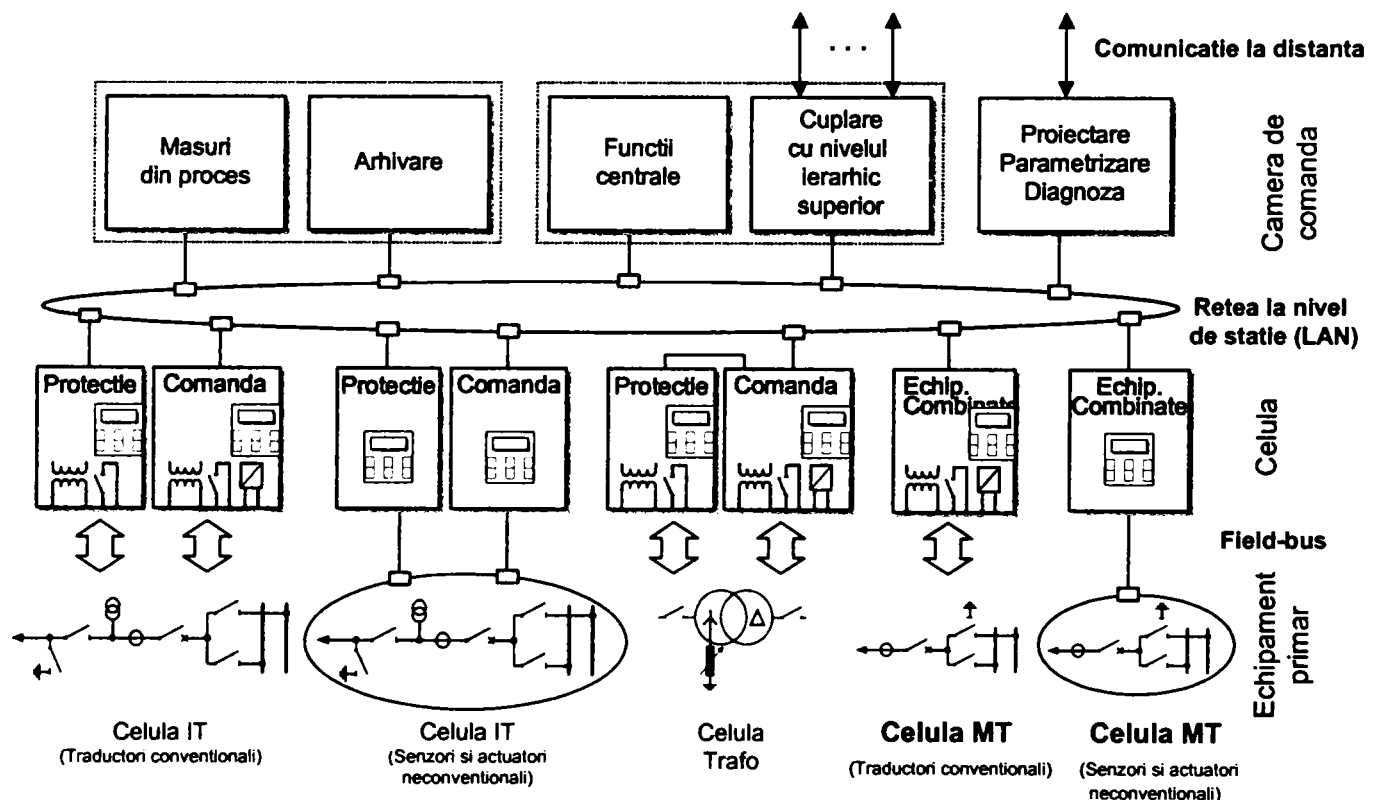 Comunicatie la distanta
Masuri
din proces
Arhivare
Functii
centrale
Cuplare
cu nivelul
ierarhic
superior
Proiectare
Parametrizare
Diagnoza
Camera de
comanda
Retea la nivel
de statie (LAN)
Protectie
Comanda
Protectie
Comanda
Protectie
Comanda
Echip.
Combinate
Echip.
Combinate
Celula
Field-bus
Echipament
primar
Celula IT
(Traductori conventionali)
Celula IT
(Senzori si actuatori
neconventionali)
Celula
Trafo
Celula MT
(Traductori conventionali)
Celula MT
(Senzori si actuatori
neconventionali)